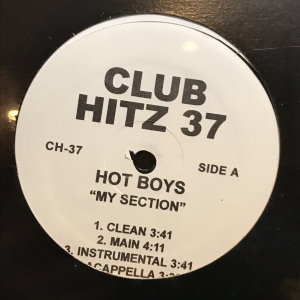 CLUB
HITZ 37
CH-37
SIDE A
HOT BOYS
"MY SECTION"
1. CLEAN 3:41
2. MAIN 4:11
3. INSTRUMENTAL 3:41
ACAPPELLA